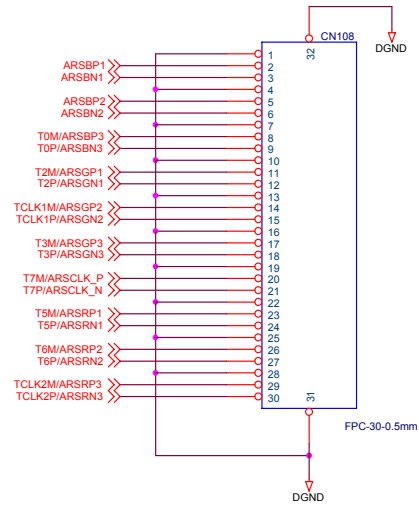 CN108
32
DGND
1
ARSBP1 2
ARSBN1 3
4
ARSBP2 5
ARSBN2 6
7
T0M/ARSBP3 8
T0P/ARSBN3 9
10
T2M/ARSGP1 11
T2P/ARSGN1 12
13
TCLK1M/ARSGP2 14
TCLK1P/ARSGN2 15
16
T3M/ARSGP3 17
T3P/ARSGN3 18
19
T7M/ARSCLK_P 20
T7P/ARSCLK_N 21
22
T5M/ARSRP1 23
T5P/ARSRN1 24
25
T6M/ARSRP2 26
T6P/ARSRN2 27
28
TCLK2M/ARSRP3 29
TCLK2P/ARSRN3 30
31
FPC-30-0.5mm
DGND